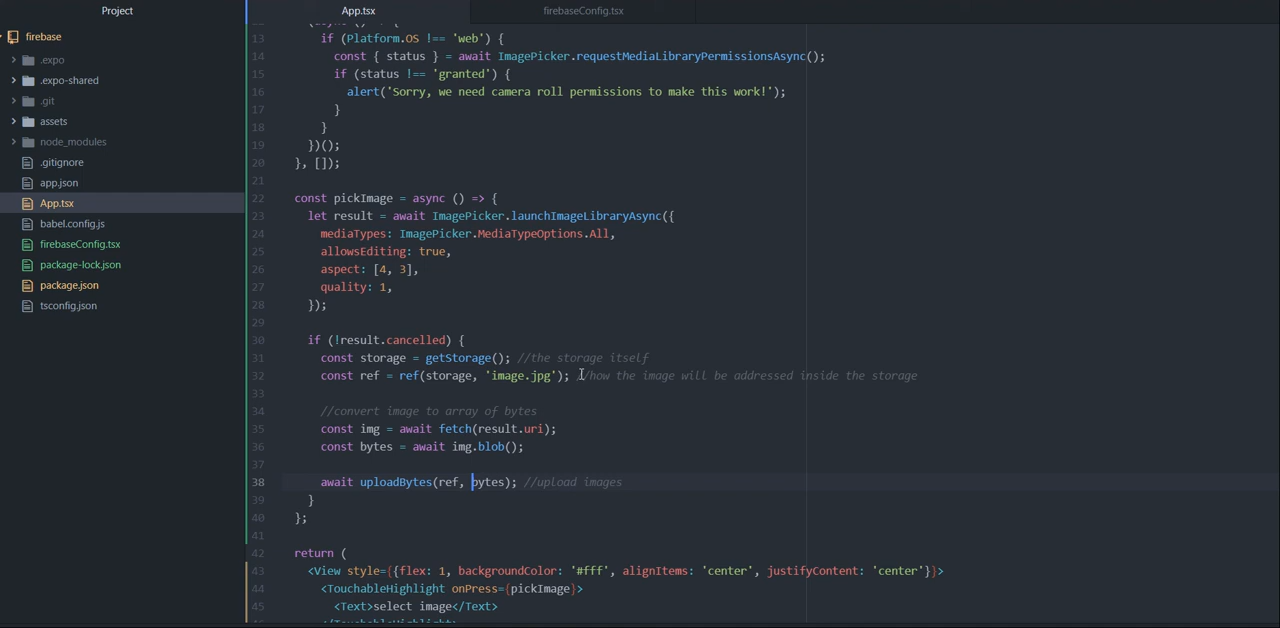 Project
firebase
.expo
.expo-shared
.git
assets
node_modules
.gitignore
app.json
App.tsx
babel.config.js
firebaseConfig.tsx
package-lock.json
package.json
tsconfig.json
App.tsx
firebaseConfig.tsx
13 if (Platform.OS !== 'web') {
14 const { status } = await ImagePicker.requestMediaLibraryPermissionsAsync();
15 if (status !== 'granted') {
16 alert('Sorry, we need camera roll permissions to make this work!');
17 }
18 }
19 })();
20 }, []);
21
22 const pickImage = async () => {
23 let result = await ImagePicker.launchImageLibraryAsync({
24 mediaTypes: ImagePicker.MediaTypeOptions.All,
25 allowsEditing: true,
26 aspect: [4, 3],
27 quality: 1,
28 });
29
30 if (!result.cancelled) {
31 const storage = getStorage(); //the storage itself
32 const ref = ref(storage, 'image.jpg'); //how the image will be addressed inside the storage
33
34 //convert image to array of bytes
35 const img = await fetch(result.uri);
36 const bytes = await img.blob();
37
38 await uploadBytes(ref, bytes); //upload images
39 }
40 };
41
42 return (
43 <View style={{flex: 1, backgroundColor: '#fff', alignItems: 'center', justifyContent: 'center'}}>
44 <TouchableHighlight onPress={pickImage}>
45 <Text>select image</Text>